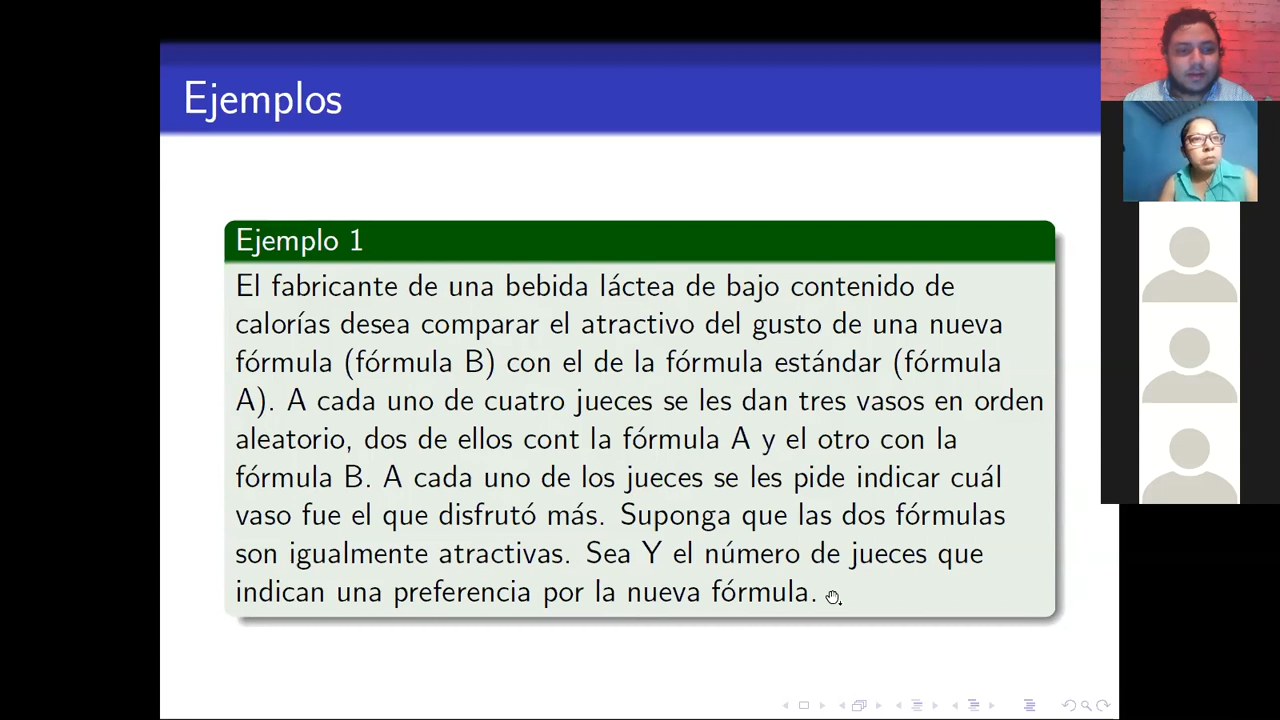 Ejemplos
Ejemplo 1
El fabricante de una bebida láctea de bajo contenido de
calorías desea comparar el atractivo del gusto de una nueva
fórmula (fórmula B) con el de la fórmula estándar (fórmula
A). A cada uno de cuatro jueces se les dan tres vasos en orden
aleatorio, dos de ellos cont la fórmula A y el otro con la
fórmula B. A cada uno de los jueces se les pide indicar cuál
vaso fue el que disfrutó más. Suponga que las dos fórmulas
son igualmente atractivas. Sea Y el número de jueces que
indican una preferencia por la nueva fórmula.